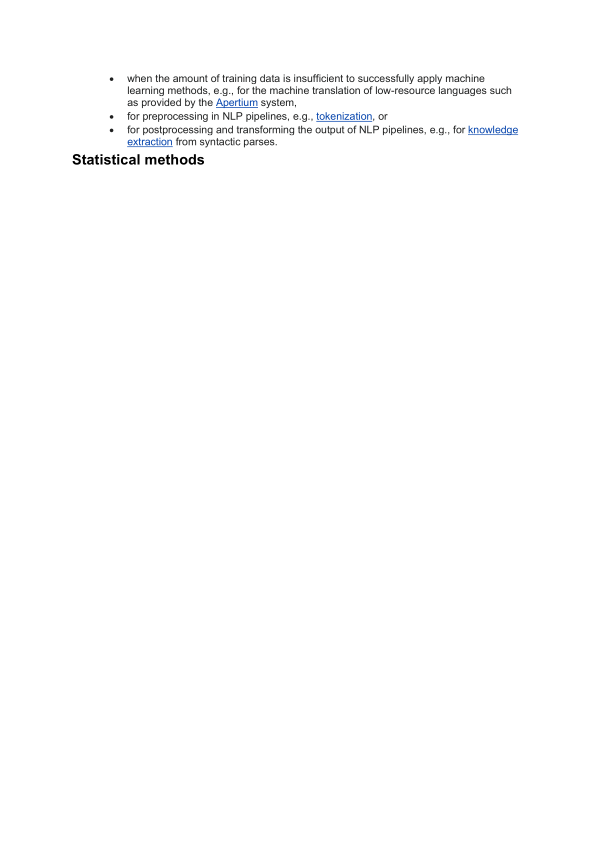 • when the amount of training data is insufficient to successfully apply machine
learning methods, e.g., for the machine translation of low-resource languages such
as provided by the Apertium system,
• for preprocessing in NLP pipelines, e.g., tokenization, or
• for postprocessing and transforming the output of NLP pipelines, e.g., for knowledge
extraction from syntactic parses.
Statistical methods